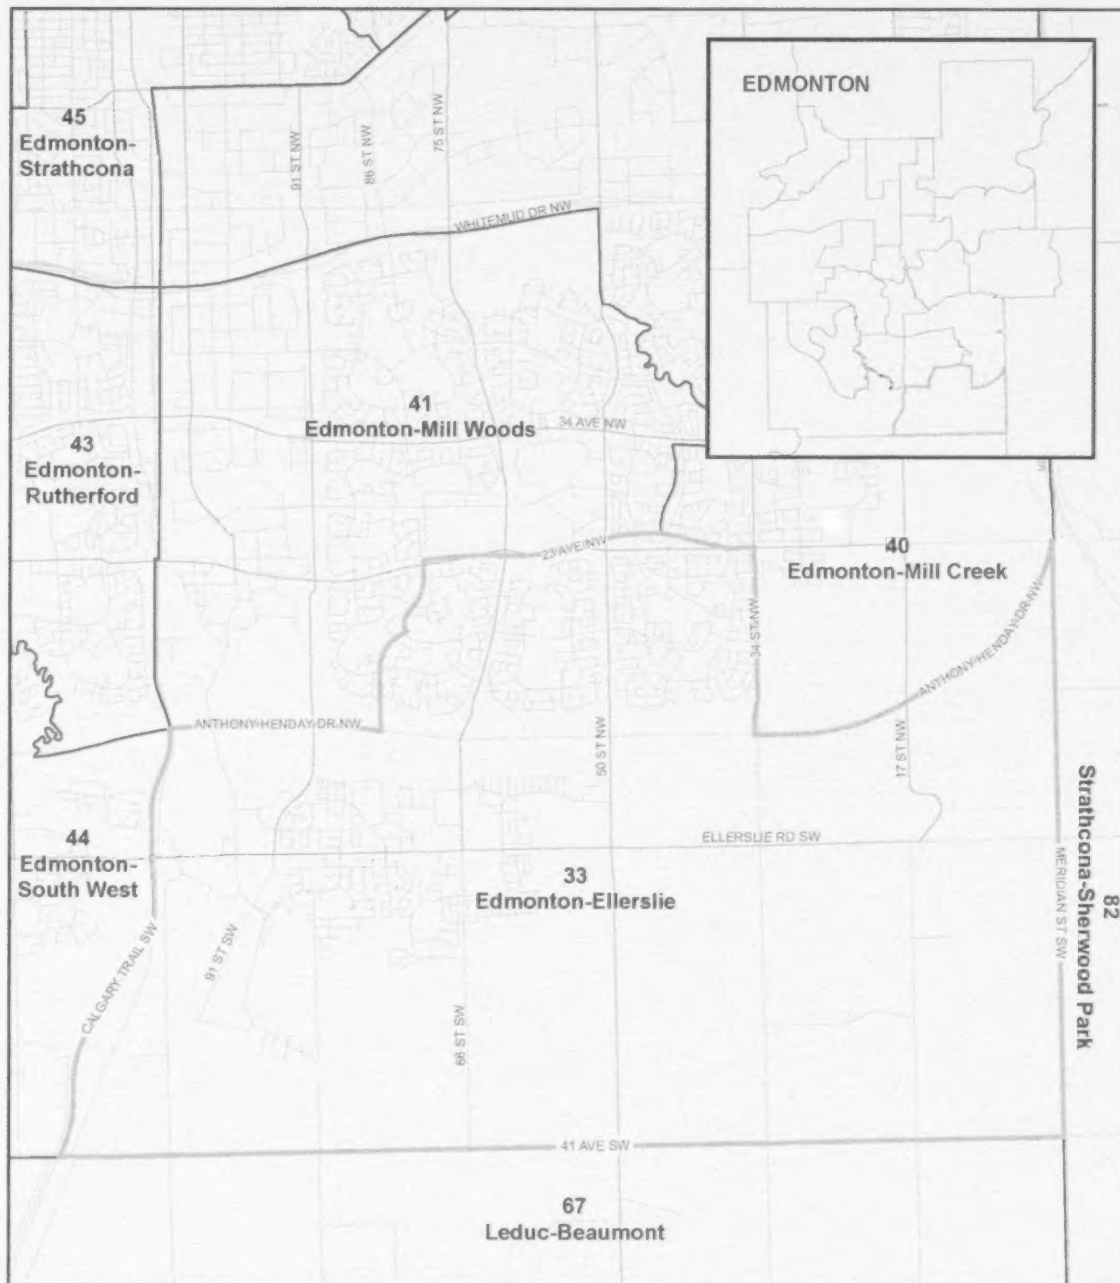 EDMONTON
45
Edmonton-
Strathcona
91 ST NW
86 ST NW
75 ST NW
WHITEMUD DR NW
41
Edmonton-Mill Woods
34 AVE NW
43
Edmonton-
Rutherford
23 AVE NW
40
Edmonton-Mill Creek
34 ST NW
ANTHONY HENDAY DR NW
ANTHONY HENDAY DR NW
50 ST NW
17 ST NW
44
Edmonton-
South West
ELLERSLIE RD SW
33
Edmonton-Ellerslie
82
Strathcona-Sherwood Park
MERIDIAN ST SW
CALGARY TRAIL SW
91 ST SW
66 ST SW
41 AVE SW
67
Leduc-Beaumont